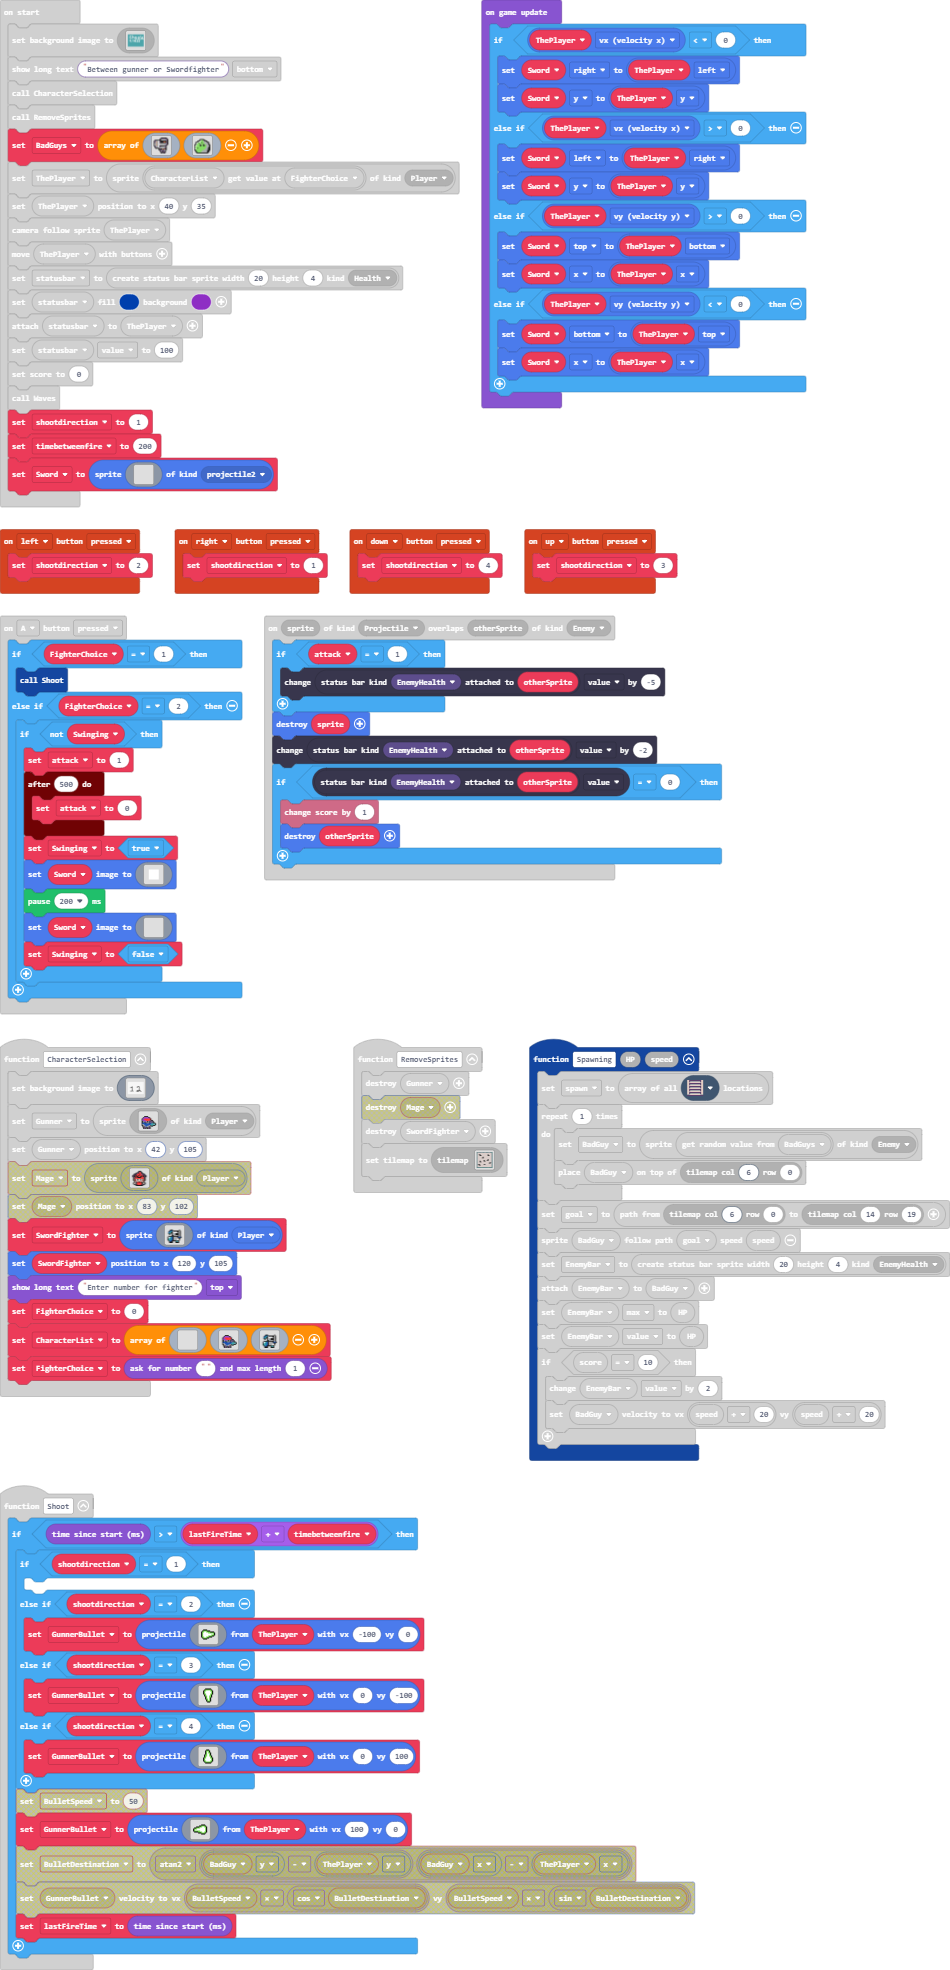 on start
set background image to
show long text "Between gunner or Swordfighter" bottom
call CharacterSelection
call RemoveSprites
set BadGuys to array of
set ThePlayer to sprite CharacterList get value at FighterChoice of kind Player
set ThePlayer position to x 40 y 35
camera follow sprite ThePlayer
move ThePlayer with buttons
set statusbar to create status bar sprite width 20 height 4 kind Health
set statusbar fill background
attach statusbar to ThePlayer
set statusbar value to 100
set score to 0
call Waves
set shootdirection to 1
set timebetweenfire to 200
set Sword to sprite of kind projectile2
on game update
if ThePlayer vx (velocity x) < 0 then
set Sword right to ThePlayer left
set Sword y to ThePlayer y
else if ThePlayer vx (velocity x) > 0 then
set Sword left to ThePlayer right
set Sword y to ThePlayer y
else if ThePlayer vy (velocity y) > 0 then
set Sword top to ThePlayer bottom
set Sword x to ThePlayer x
else if ThePlayer vy (velocity y) < 0 then
set Sword bottom to ThePlayer top
set Sword x to ThePlayer x
on left button pressed
set shootdirection to 2
on right button pressed
set shootdirection to 1
on down button pressed
set shootdirection to 4
on up button pressed
set shootdirection to 3
on A button pressed
if FighterChoice = 1 then
call Shoot
else if FighterChoice = 2 then
if not Swinging then
set attack to 1
after 500 do
set attack to 0
set Swinging to true
set Sword image to
pause 200 ms
set Sword image to
set Swinging to false
on sprite of kind Projectile overlaps otherSprite of kind Enemy
if attack = 1 then
change status bar kind EnemyHealth attached to otherSprite value by -5
destroy sprite
change status bar kind EnemyHealth attached to otherSprite value by -2
if status bar kind EnemyHealth attached to otherSprite value = 0 then
change score by 1
destroy otherSprite
function CharacterSelection
set background image to 1 2
set Gunner to sprite of kind Player
set Gunner position to x 42 y 105
set Mage to sprite of kind Player
set Mage position to x 83 y 102
set SwordFighter to sprite of kind Player
set SwordFighter position to x 120 y 105
show long text "Enter number for fighter" top
set FighterChoice to 0
set CharacterList to array of
set FighterChoice to ask for number "" and max length 1
function RemoveSprites
destroy Gunner
destroy Mage
destroy SwordFighter
set tilemap to tilemap
function Spawning HP speed
set spawn to array of all locations
repeat 1 times
do
set BadGuy to sprite get random value from BadGuys of kind Enemy
place BadGuy on top of tilemap col 6 row 0
set goal to path from tilemap col 6 row 0 to tilemap col 14 row 19
sprite BadGuy follow path goal speed speed
set EnemyBar to create status bar sprite width 20 height 4 kind EnemyHealth
attach EnemyBar to BadGuy
set EnemyBar max to HP
set EnemyBar value to HP
if score = 10 then
change EnemyBar value by 2
set BadGuy velocity to vx speed + 20 vy speed + 20
function Shoot
if time since start (ms) > lastFireTime + timebetweenfire then
if shootdirection = 1 then
else if shootdirection = 2 then
set GunnerBullet to projectile from ThePlayer with vx -100 vy 0
else if shootdirection = 3 then
set GunnerBullet to projectile from ThePlayer with vx 0 vy -100
else if shootdirection = 4 then
set GunnerBullet to projectile from ThePlayer with vx 0 vy 100
set BulletSpeed to 50
set GunnerBullet to projectile from ThePlayer with vx 100 vy 0
set BulletDestination to atan2 BadGuy y - ThePlayer y BadGuy x - ThePlayer x
set GunnerBullet velocity to vx BulletSpeed × cos BulletDestination vy BulletSpeed × sin BulletDestination
set lastFireTime to time since start (ms)